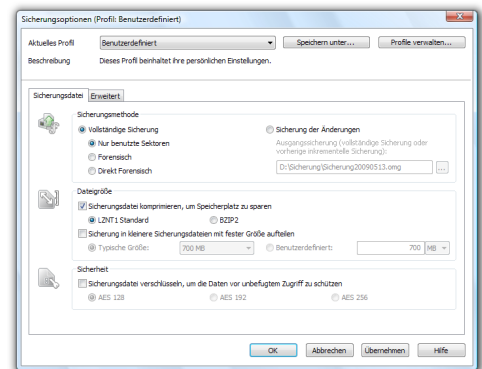 Sicherungsoptionen (Profil: Benutzerdefiniert)
Aktuelles Profil Benutzerdefiniert Speichern unter... Profile verwalten...
Beschreibung Dieses Profil beinhaltet ihre persönlichen Einstellungen.
Sicherungsdatei Erweitert
Sicherungsmethode
Vollständige Sicherung Sicherung der Änderungen
Nur benutzte Sektoren Ausgangssicherung (vollständige Sicherung oder
Forensisch vorherige inkrementelle Sicherung):
Direkt Forensisch D:\Sicherung\Sicherung20090513.omg ...
Dateigröße
Sicherungsdatei komprimieren, um Speicherplatz zu sparen
LZNT1 Standard BZIP2
Sicherung in kleinere Sicherungsdateien mit fester Größe aufteilen
Typische Größe: 700 MB Benutzerdefiniert: 700 MB
Sicherheit
Sicherungsdatei verschlüsseln, um die Daten vor unbefugtem Zugriff zu schützen
AES 128 AES 192 AES 256
OK Abbrechen Übernehmen Hilfe